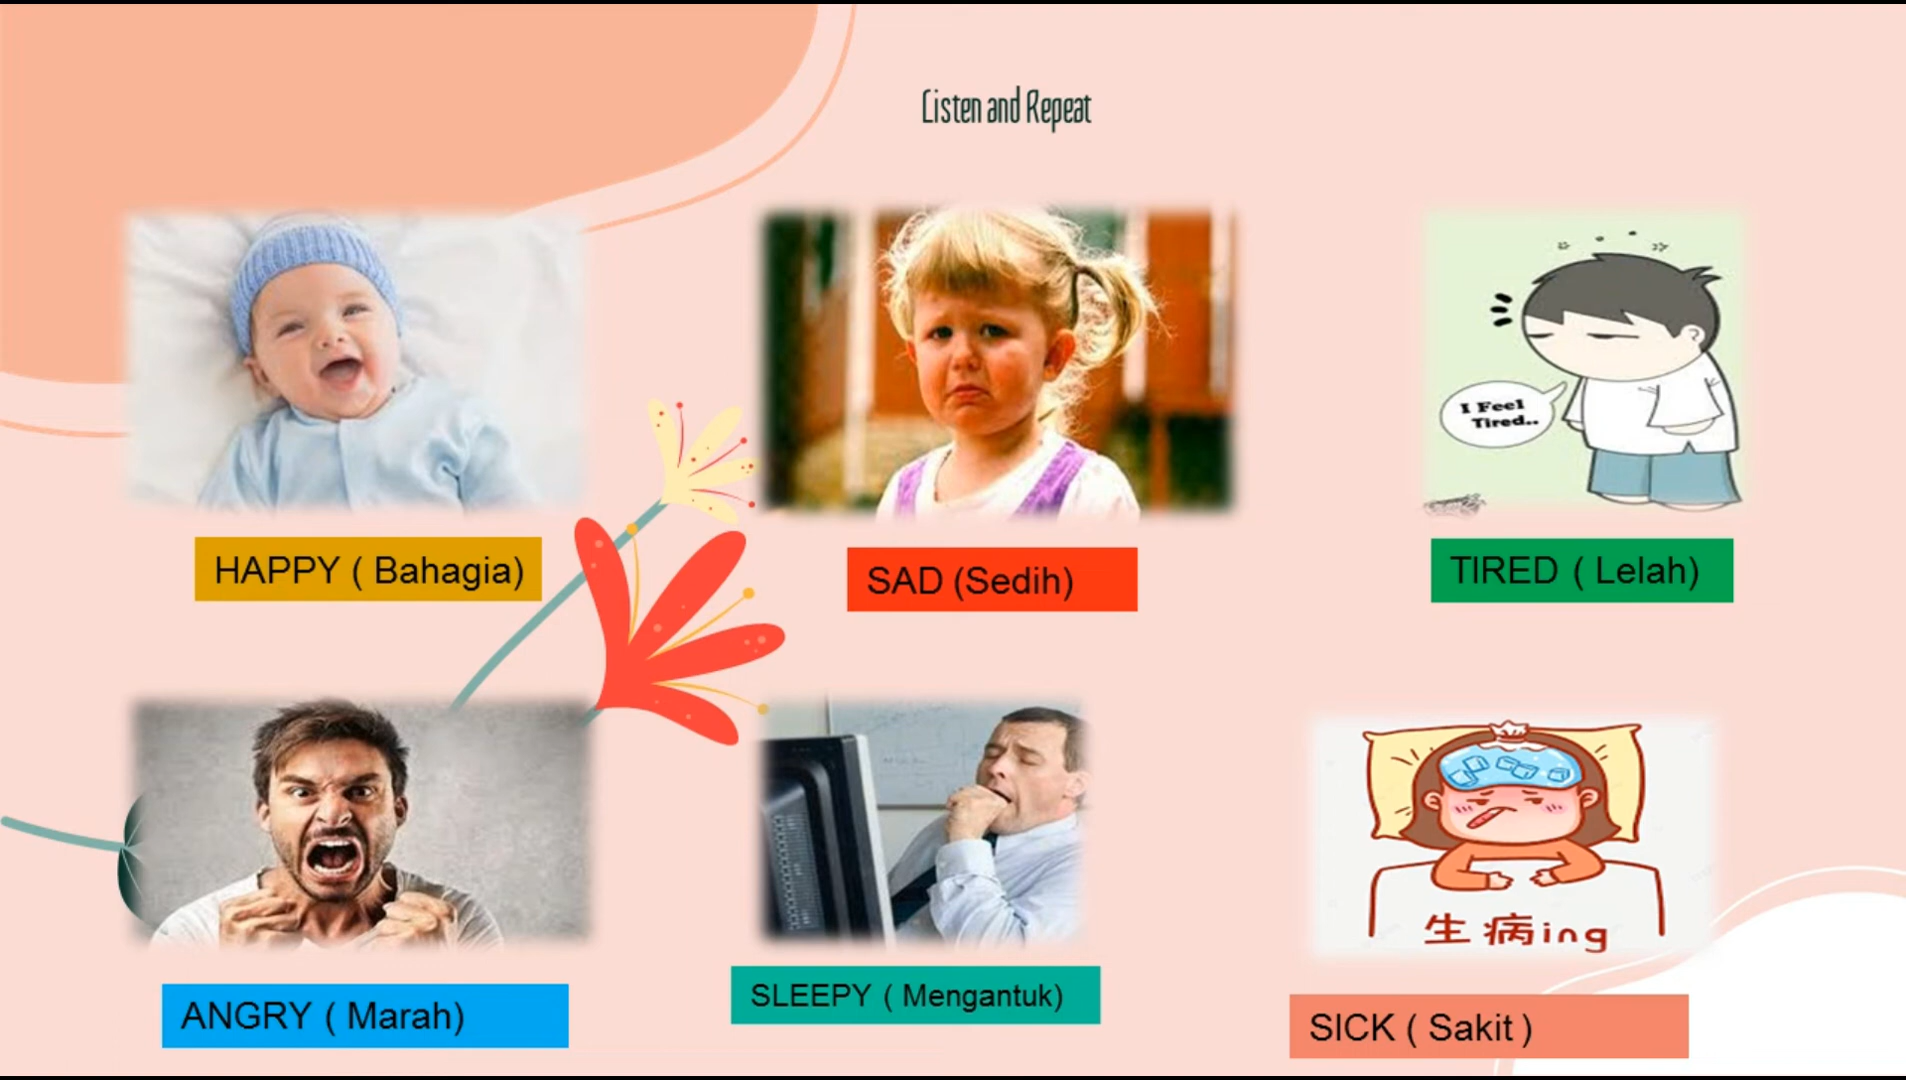 Listen and Repeat
I Feel
Tired..
HAPPY ( Bahagia)
SAD (Sedih)
TIRED ( Lelah)
生病ing
ANGRY ( Marah)
SLEEPY ( Mengantuk)
SICK ( Sakit )